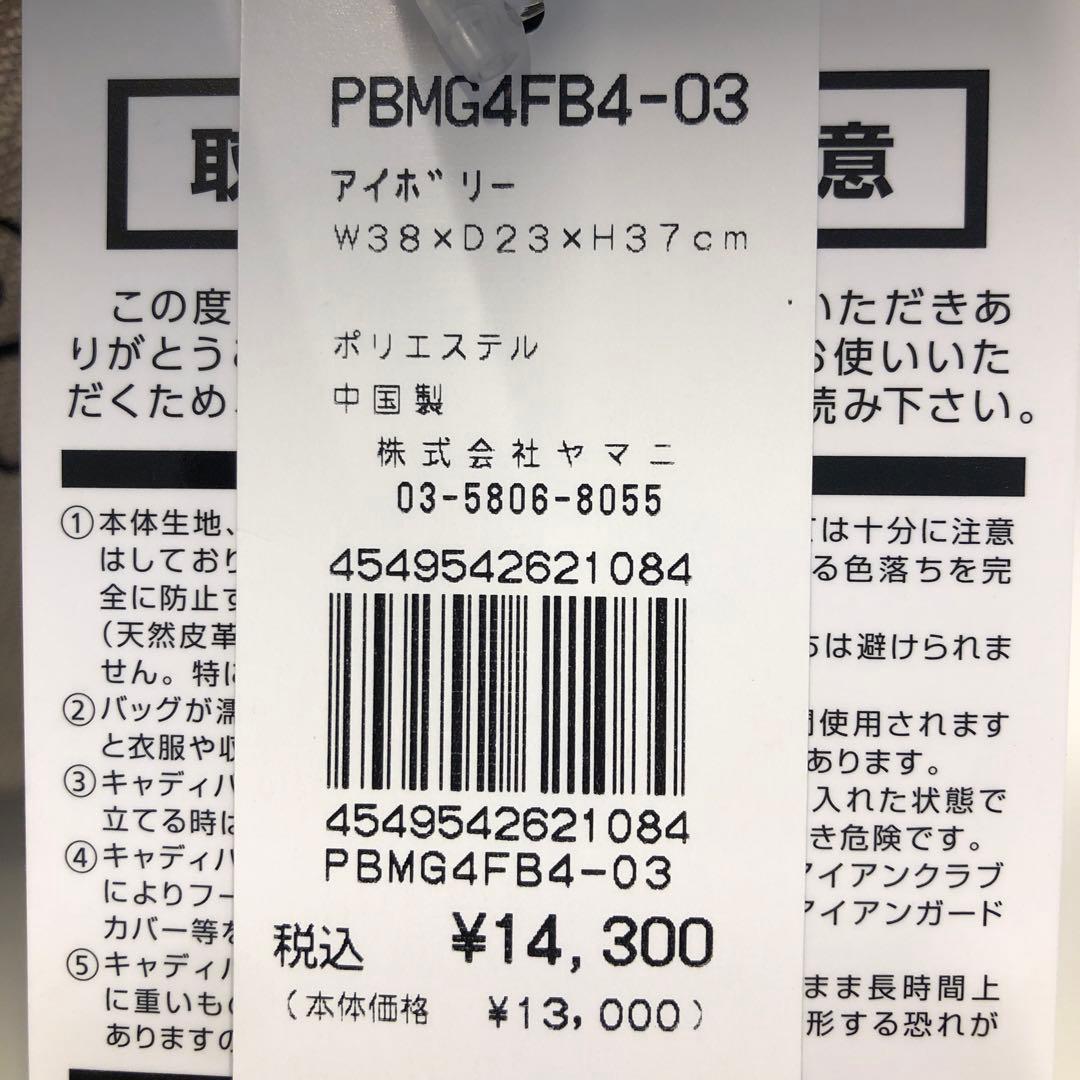 PBMG4FB4-03
アイボリー
W38×D23×H37cm
ポリエステル
中国製
株式会社ヤマニ
03-5806-8055
4549542621084
4549542621084
PBMG4FB4-03
税込 ¥14,300
(本体価格 ¥13,000)
取 意
この度 いただきあ
りがとう お使いいた
だくため、 読み下さい。
①本体生地、 ては十分に注意
はしており る色落ちを完
全に防止す
(天然皮革 ちは避けられま
せん。特に
②バッグが濡 間使用されます
と衣服や収 あります。
③キャディバ 入れた状態で
立てる時は き危険です。
④キャディバ アイアンクラブ
によりフー アイアンガード
カバー等を
⑤キャディバ まま長時間上
に重いもの 形する恐れが
ありますの